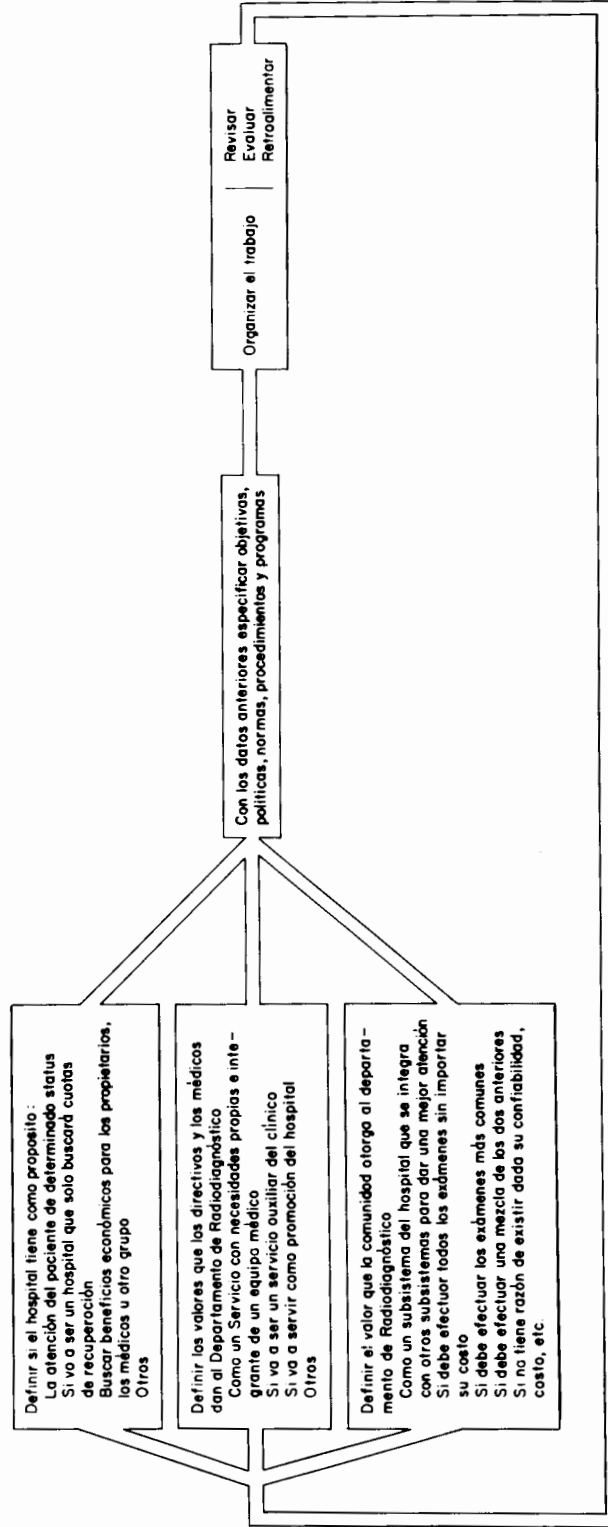 Definir si el hospital tiene como proposito :
La atención del paciente de determinado status
Si va a ser un hospital que solo buscará cuotas
de recuperación
Buscar beneficios económicos para los propietarios,
los médicos u otro grupo
Otros
Definir los valores que los directivos y los médicos
dan al Departamento de Radiodiagnóstico
Como un Servicio con necesidades propias e inte-
grante de un equipo médico
Si va a ser un servicio auxiliar del clínico
Si va a servir como promoción del hospital
Otros
Definir el valor que la comunidad otorga al departa-
mento de Radiodiagnóstico
Como un subsistema del hospital que se integra
con otros subsistemas para dar una mejor atención
Si debe efectuar todos los exámenes sin importar
su costo
Si debe efectuar los exámenes más comunes
Si debe efectuar una mezcla de los dos anteriores
Si no tiene razón de existir dada su confiabilidad,
costo, etc.
Con los datos anteriores especificar objetivos,
políticas, normas, procedimientos y programas
Organizar el trabajo
Revisar
Evaluar
Retroalimentar